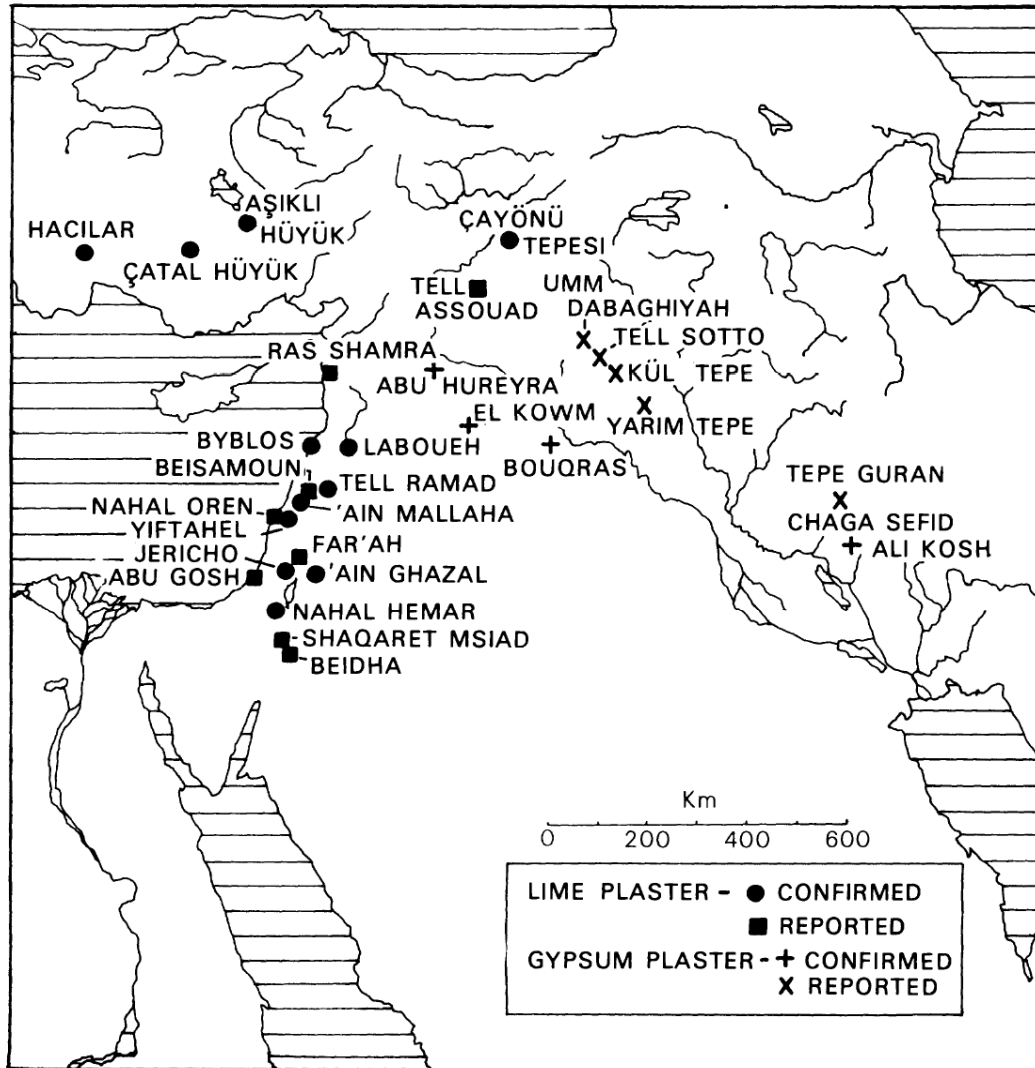 AŞIKLI
HÜYÜK
HACILAR
ÇATAL HÜYÜK
ÇAYÖNÜ
TEPESI
TELL
ASSOUAD
UMM
DABAGHIYAH
TELL SOTTO
KÜL TEPE
YARIM TEPE
RAS SHAMRA
ABU HUREYRA
EL KOWM
BOUQRAS
BYBLOS
LABOUEH
BEISAMOUN
TELL RAMAD
NAHAL OREN
'AIN MALLAHA
YIFTAHEL
JERICHO
FAR'AH
ABU GOSH
'AIN GHAZAL
NAHAL HEMAR
SHAQARET MSIAD
BEIDHA
TEPE GURAN
CHAGA SEFID
ALI KOSH
Km
0 200 400 600
LIME PLASTER - ● CONFIRMED
■ REPORTED
GYPSUM PLASTER - + CONFIRMED
X REPORTED